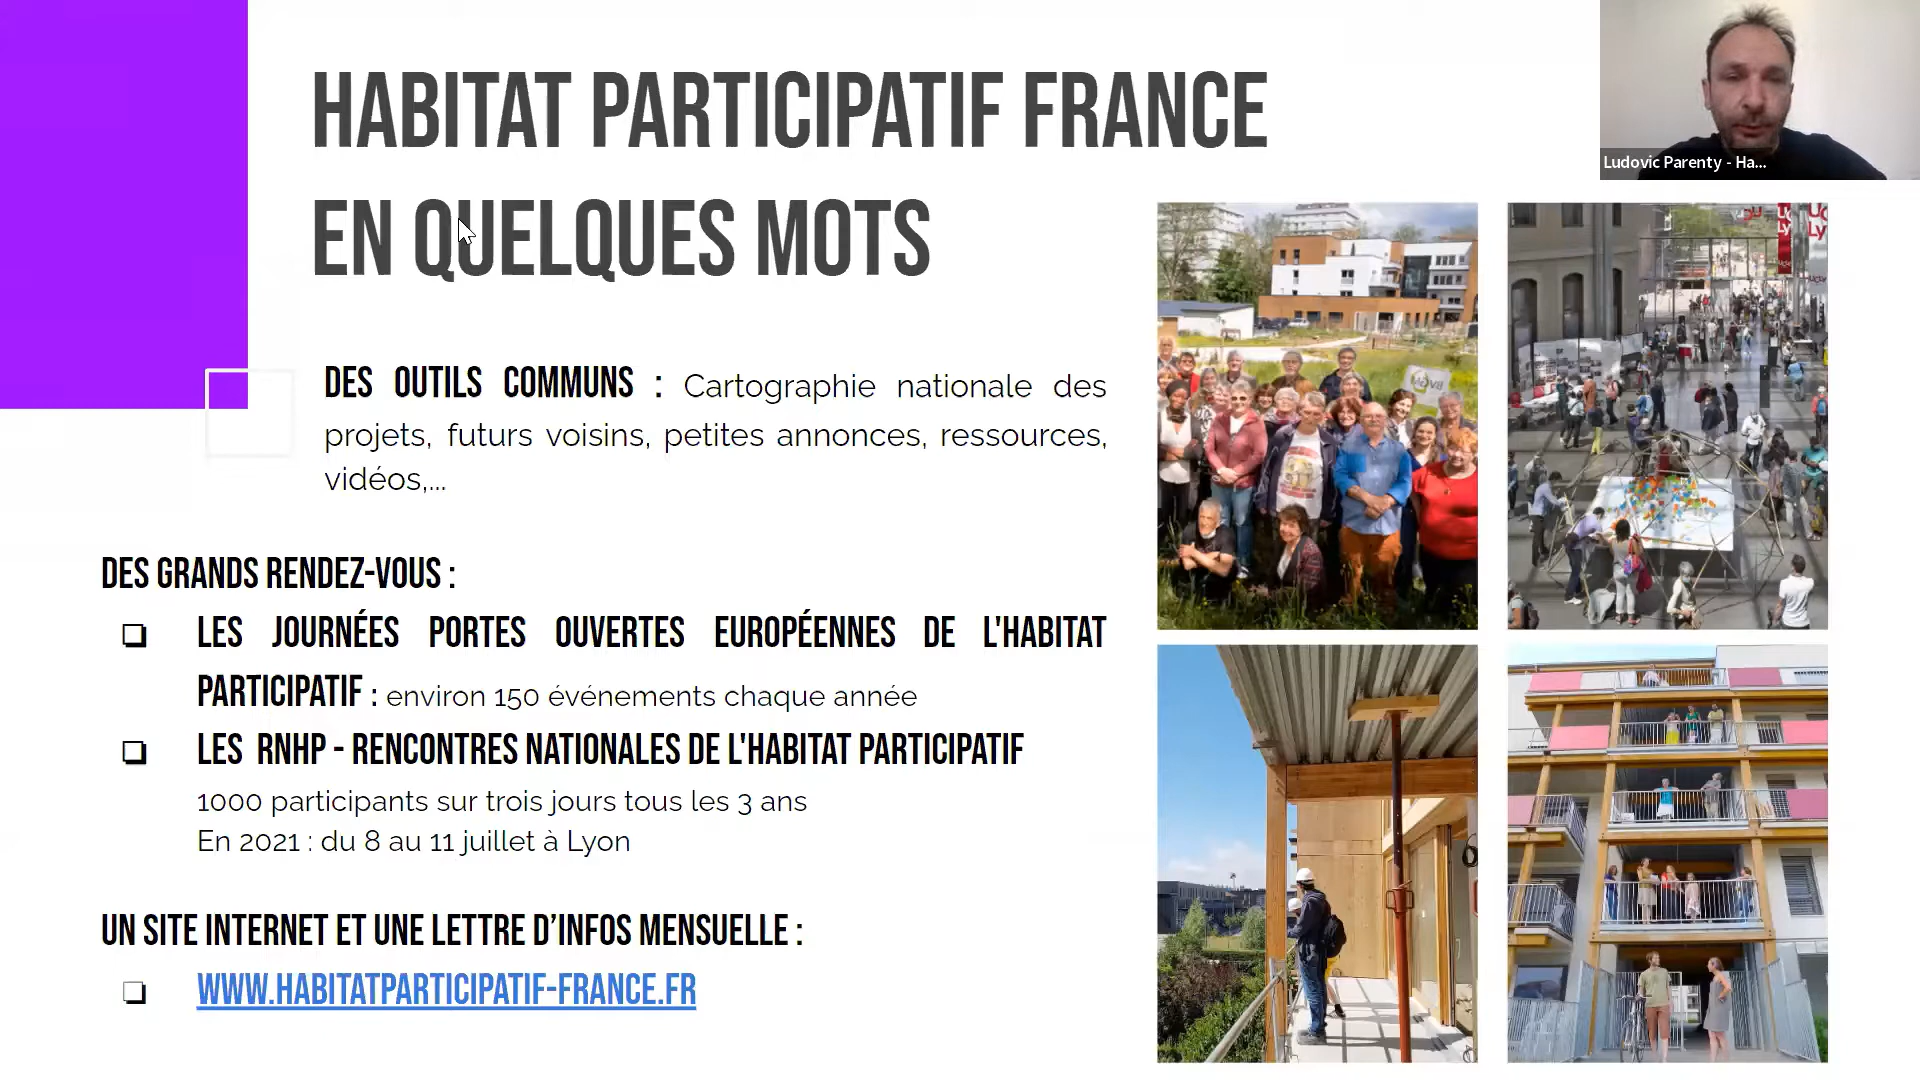 HABITAT PARTICIPATIF FRANCE
EN QUELQUES MOTS
Ludovic Parenty - Ha...
DES OUTILS COMMUNS : Cartographie nationale des
projets, futurs voisins, petites annonces, ressources,
vidéos,...
DES GRANDS RENDEZ-VOUS :
❏ LES JOURNÉES PORTES OUVERTES EUROPÉENNES DE L'HABITAT
PARTICIPATIF : environ 150 événements chaque année
❏ LES RNHP - RENCONTRES NATIONALES DE L'HABITAT PARTICIPATIF
1000 participants sur trois jours tous les 3 ans
En 2021 : du 8 au 11 juillet à Lyon
UN SITE INTERNET ET UNE LETTRE D’INFOS MENSUELLE :
❏ WWW.HABITATPARTICIPATIF-FRANCE.FR